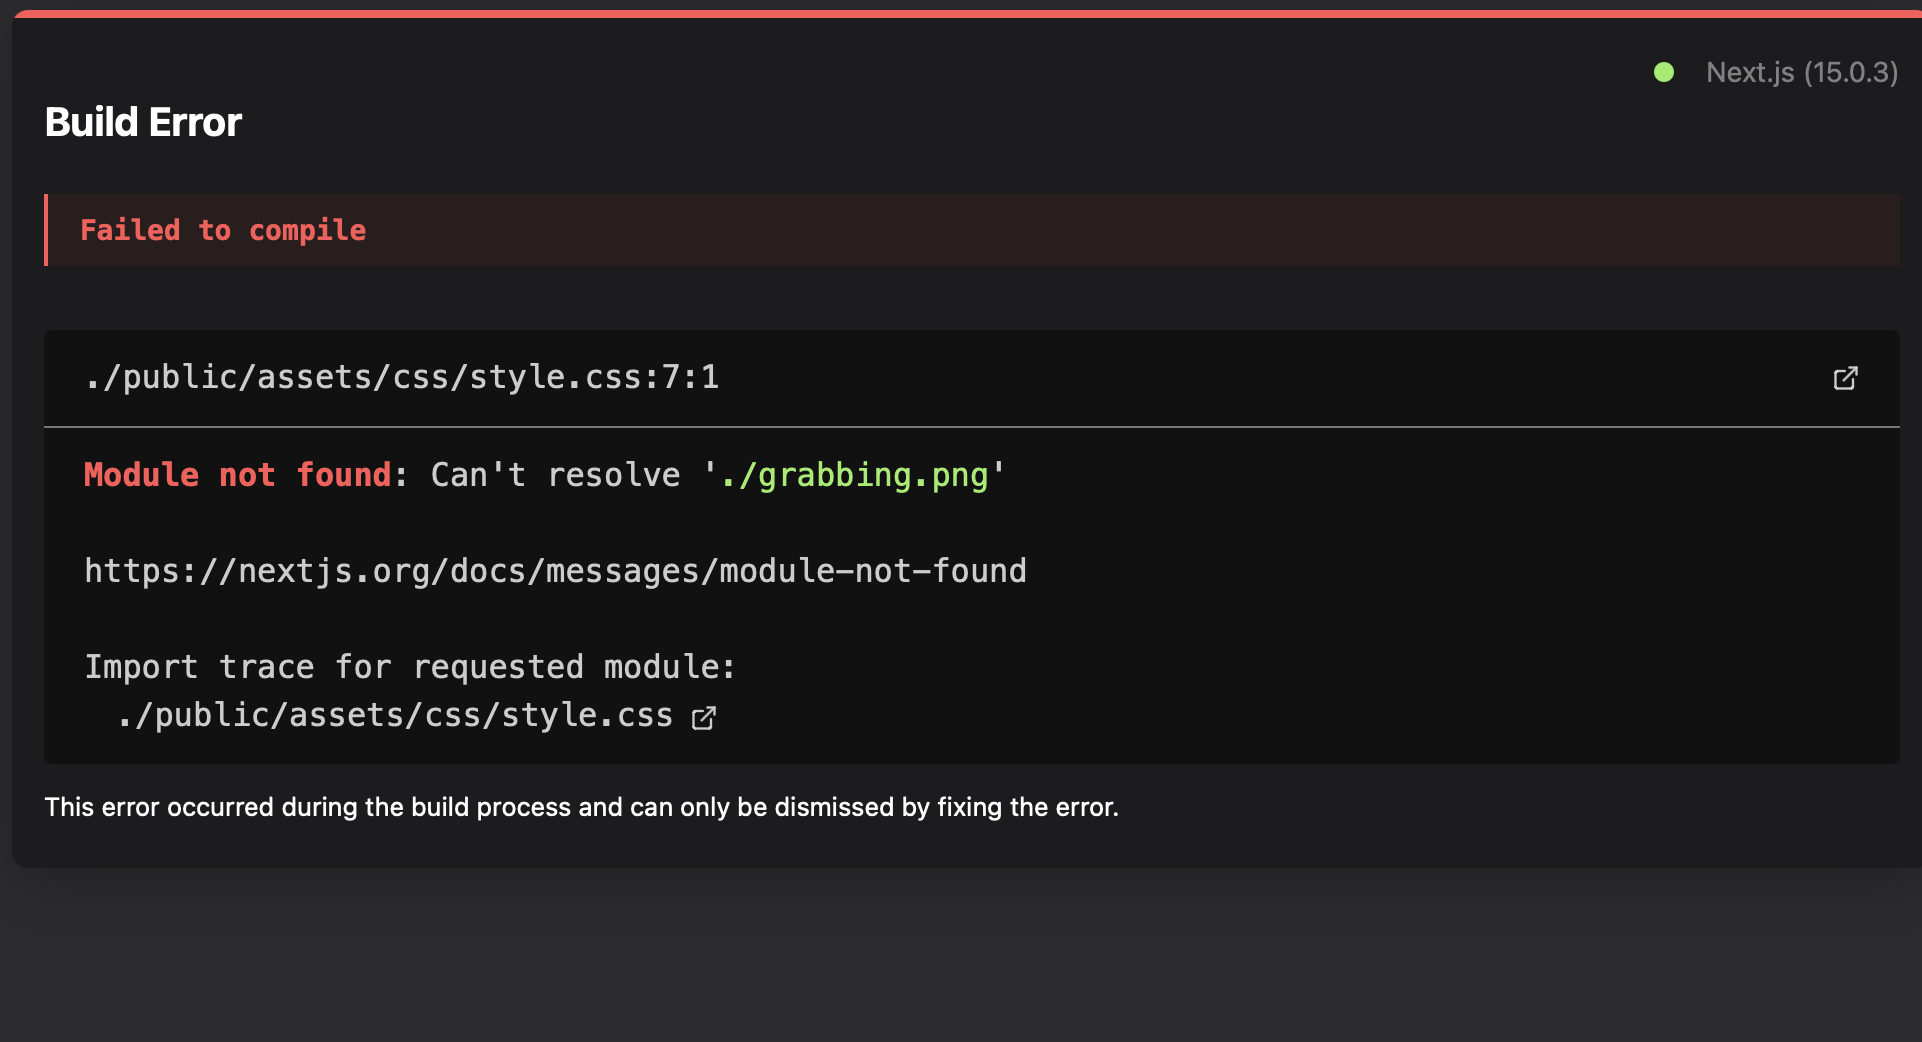 Next.js (15.0.3)
Build Error
Failed to compile
./public/assets/css/style.css:7:1
Module not found: Can't resolve './grabbing.png'
https://nextjs.org/docs/messages/module-not-found
Import trace for requested module:
./public/assets/css/style.css
This error occurred during the build process and can only be dismissed by fixing the error.